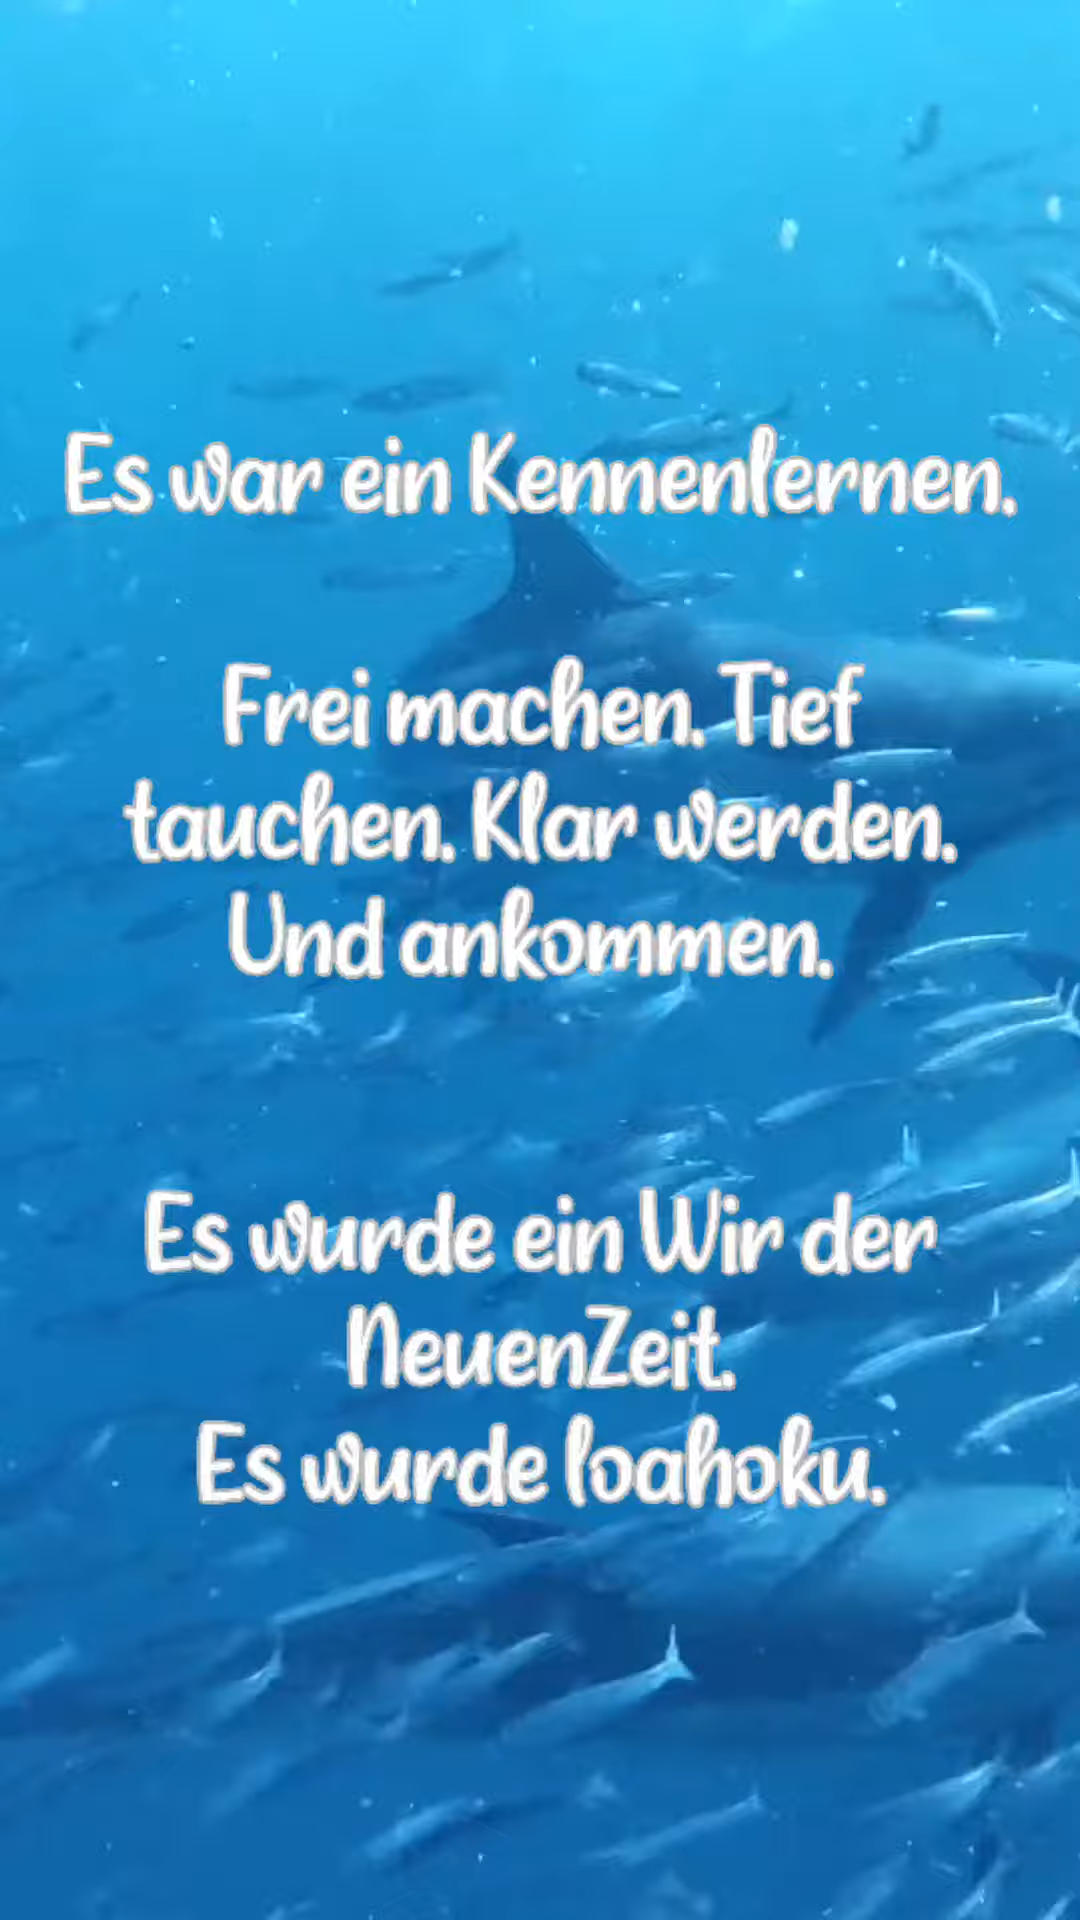 Es war ein Kennenlernen.
Frei machen. Tief
tauchen. Klar werden.
Und ankommen.
Es wurde ein Wir der
NeuenZeit.
Es wurde loahoku.